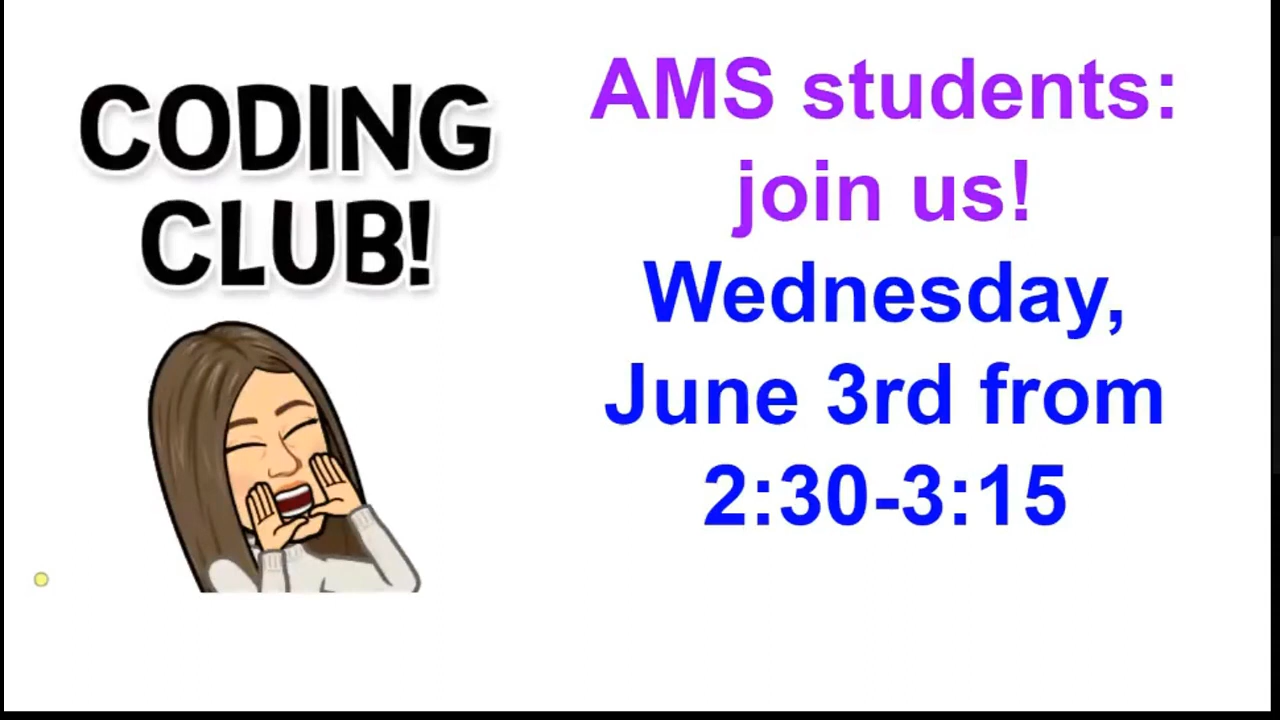 CODING
CLUB!
AMS students:
join us!
Wednesday,
June 3rd from
2:30-3:15